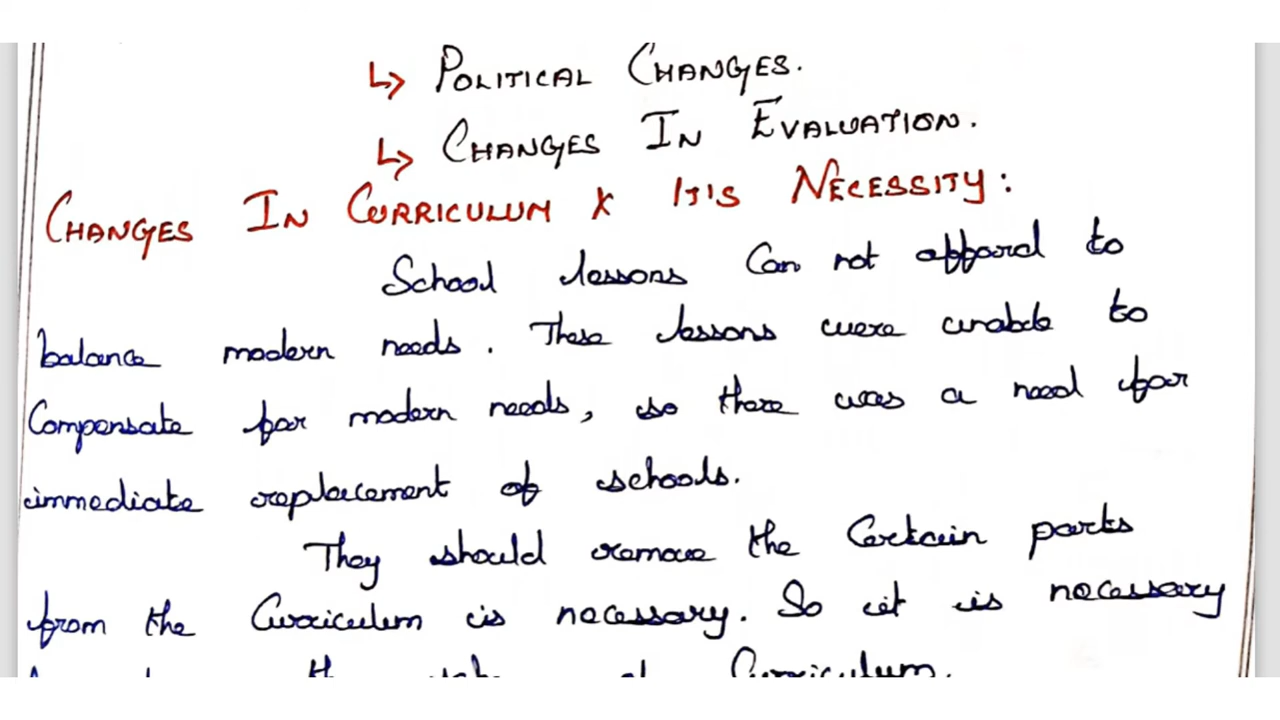 ↳ POLITICAL CHANGES.
↳ CHANGES IN EVALUATION.
CHANGES IN CURRICULUM & IT'S NECESSITY:
School lessons Can not afford to
balance modern needs. These lessons were unable to
Compensate for modern needs, so there was a need for
immediate replacement of schools.
They should remove the Certain parts
from the Curriculum is necessary. So it is necessary
Curriculum.